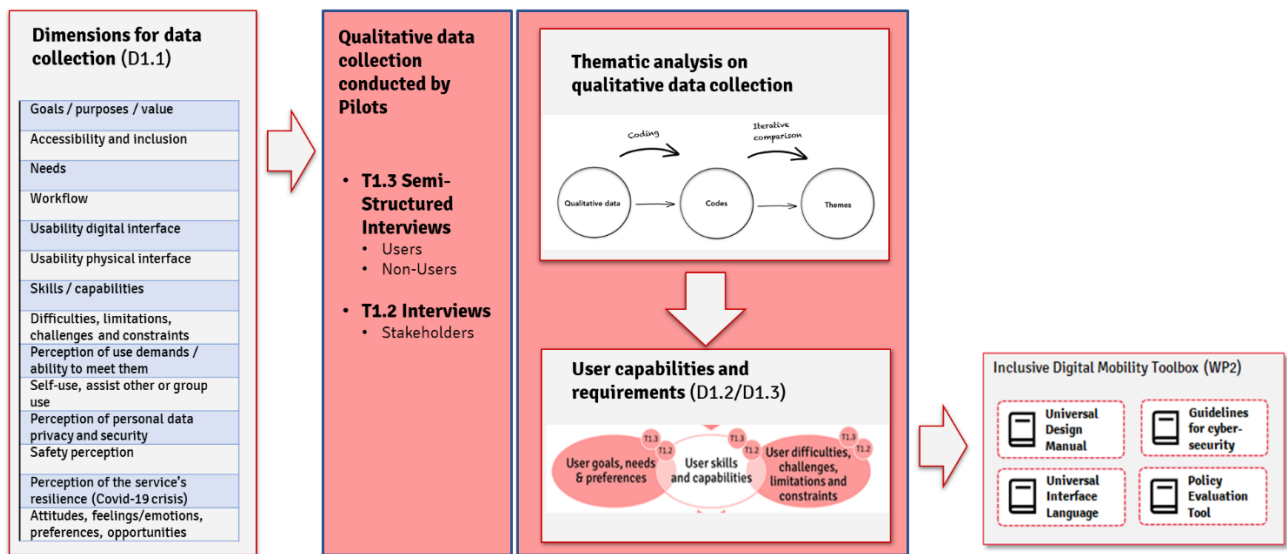 Dimensions for data
collection (D1.1)
Goals / purposes / value
Accessibility and inclusion
Needs
Workflow
Usability digital interface
Usability physical interface
Skills / capabilities
Difficulties, limitations,
challenges and constraints
Perception of use demands /
ability to meet them
Self-use, assist other or group
use
Perception of personal data
privacy and security
Safety perception
Perception of the service's
resilience (Covid-19 crisis)
Attitudes, feelings/emotions,
preferences, opportunities
Qualitative data
collection
conducted by
Pilots
• T1.3 Semi-
Structured
Interviews
• Users
• Non-Users
• T1.2 Interviews
• Stakeholders
Thematic analysis on
qualitative data collection
Coding
Iterative
comparison
Qualitative data
Codes
Themes
User capabilities and
requirements (D1.2/D1.3)
T1.3
T1.2
User goals, needs
& preferences
T1.3
T1.2
User skills
and capabilities
T1.3
T1.2
User difficulties,
challenges,
limitations and
constraints
Inclusive Digital Mobility Toolbox (WP2)
Universal
Design
Manual
Guidelines
for cyber-
security
Universal
Interface
Language
Policy
Evaluation
Tool